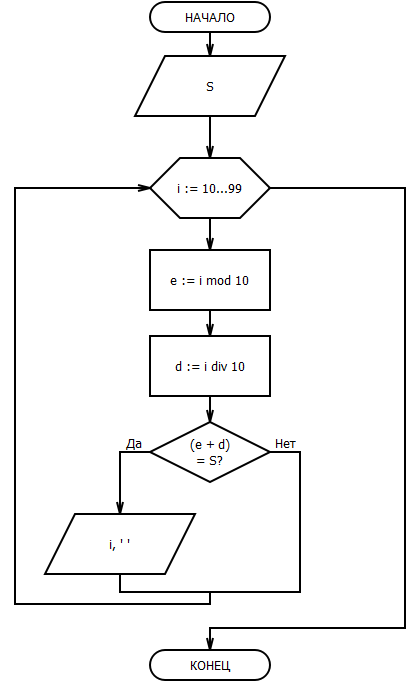 НАЧАЛО
S
i := 10...99
e := i mod 10
d := i div 10
(e + d)
= S?
Да
Нет
i, ' '
КОНЕЦ